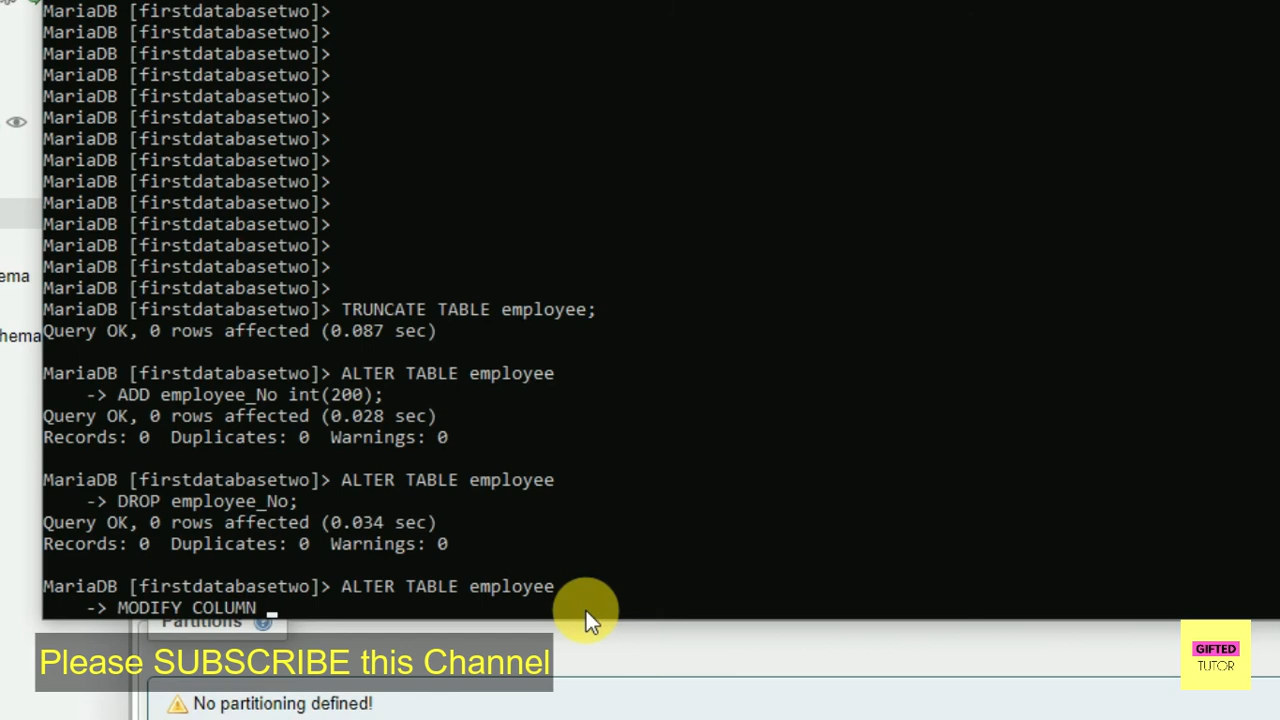 MariaDB [firstdatabasetwo]>
MariaDB [firstdatabasetwo]>
MariaDB [firstdatabasetwo]>
MariaDB [firstdatabasetwo]>
MariaDB [firstdatabasetwo]>
MariaDB [firstdatabasetwo]>
MariaDB [firstdatabasetwo]>
MariaDB [firstdatabasetwo]>
MariaDB [firstdatabasetwo]>
MariaDB [firstdatabasetwo]>
MariaDB [firstdatabasetwo]>
MariaDB [firstdatabasetwo]>
MariaDB [firstdatabasetwo]>
ema
MariaDB [firstdatabasetwo]>
MariaDB [firstdatabasetwo]> TRUNCATE TABLE employee;
hema
Query OK, 0 rows affected (0.087 sec)
MariaDB [firstdatabasetwo]> ALTER TABLE employee
-> ADD employee_No int(200);
Query OK, 0 rows affected (0.028 sec)
Records: 0 Duplicates: 0 Warnings: 0
MariaDB [firstdatabasetwo]> ALTER TABLE employee
-> DROP employee_No;
Query OK, 0 rows affected (0.034 sec)
Records: 0 Duplicates: 0 Warnings: 0
MariaDB [firstdatabasetwo]> ALTER TABLE employee
-> MODIFY COLUMN _
Partitions
Please SUBSCRIBE this Channel
GIFTED
TUTOR
No partitioning defined!